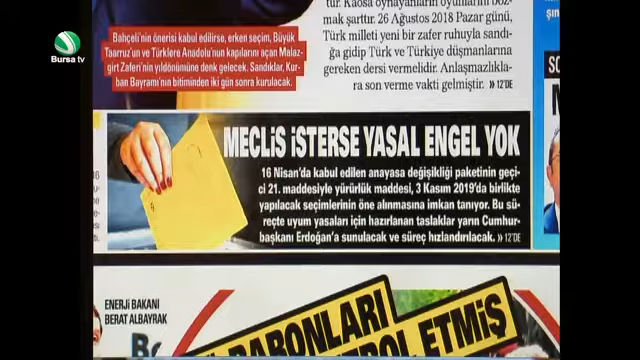 Bursa tv
Bahçeli'nin önerisi kabul edilirse, erken seçim, Büyük
Taarruz'un ve Türklere Anadolu'nun kapılarını açan Malaz-
girt Zaferi'nin yıldönümüne denk gelecek. Sandıklar, Kur-
ban Bayramı'nın bitiminden iki gün sonra kurulacak.
tür. Kaosa oynayanların oyunlarını boz-
mak şarttır. 26 Ağustos 2018 Pazar günü,
Türk milleti yeni bir zafer ruhuyla sandı-
ğa gidip Türk ve Türkiye düşmanlarına
gereken dersi vermelidir. Anlaşmazlıkla-
ra son verme vakti gelmiştir. » 12'DE
MECLİS İSTERSE YASAL ENGEL YOK
16 Nisan'da kabul edilen anayasa değişikliği paketinin geçi-
ci 21. maddesiyle yürürlük maddesi, 3 Kasım 2019'da birlikte
yapılacak seçimlerinin öne alınmasına imkan tanıyor. Bu sü-
reçte uyum yasaları için hazırlanan taslaklar yarın Cumhur-
başkanı Erdoğan'a sunulacak ve süreç hızlandırılacak. » 12'DE
ENERJİ BAKANI
BERAT ALBAYRAK
BARONLARI
ETMİŞ